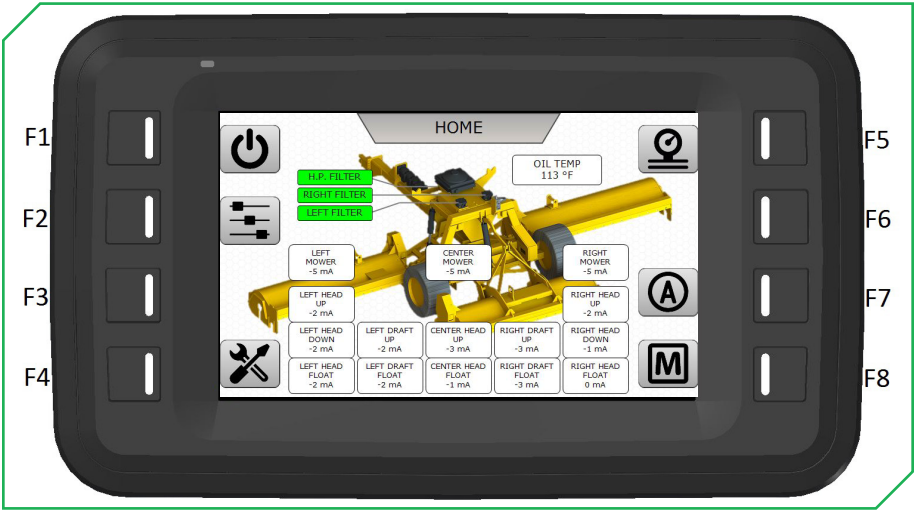 HOME
F1
F5
OIL TEMP
113 °F
H.P. FILTER
RIGHT FILTER
LEFT FILTER
F2
F6
LEFT
MOWER
-5 mA
CENTER
MOWER
-5 mA
RIGHT
MOWER
-5 mA
F3
F7
LEFT HEAD
UP
-2 mA
RIGHT HEAD
UP
-2 mA
A
LEFT HEAD
DOWN
-2 mA
LEFT DRAFT
UP
-2 mA
CENTER HEAD
UP
-3 mA
RIGHT DRAFT
UP
-3 mA
RIGHT HEAD
DOWN
-1 mA
F4
F8
LEFT HEAD
FLOAT
-2 mA
LEFT DRAFT
FLOAT
-2 mA
CENTER HEAD
FLOAT
-1 mA
RIGHT DRAFT
FLOAT
-3 mA
RIGHT HEAD
FLOAT
0 mA
M